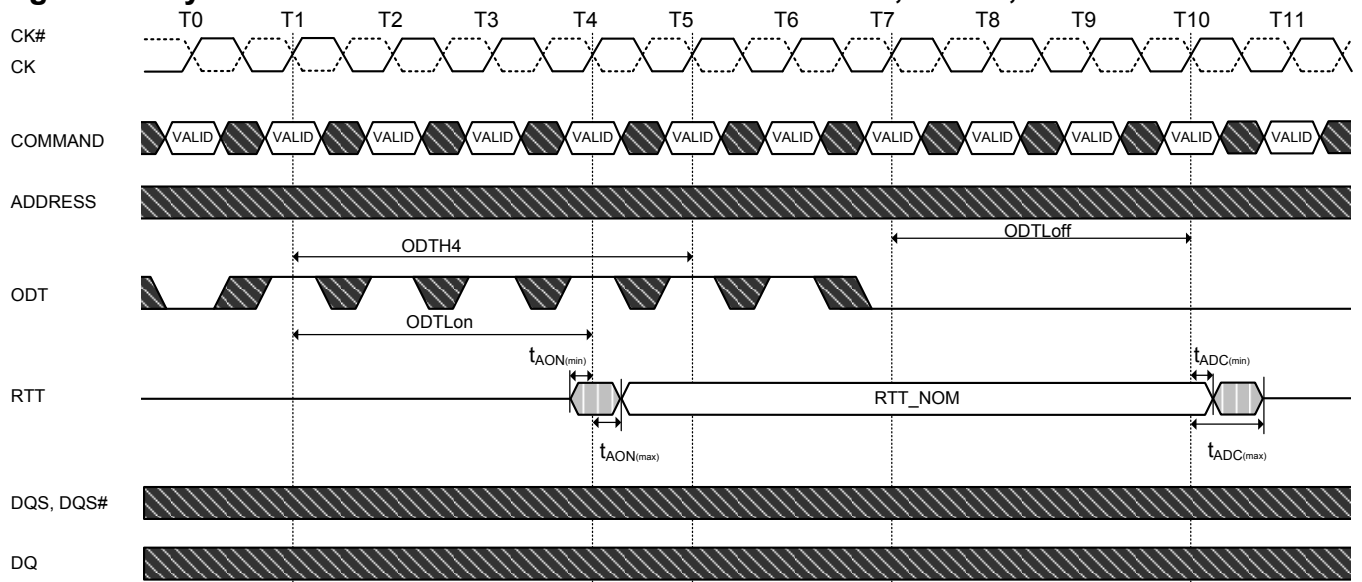 T0 T1 T2 T3 T4 T5 T6 T7 T8 T9 T10 T11
CK#
CK
COMMAND VALID VALID VALID VALID VALID VALID VALID VALID VALID VALID VALID VALID
ADDRESS
ODTLoff
ODTH4
ODT
ODTLon
tAON(min) tADC(min)
RTT RTT_NOM
tAON(max) tADC(max)
DQS, DQS#
DQ